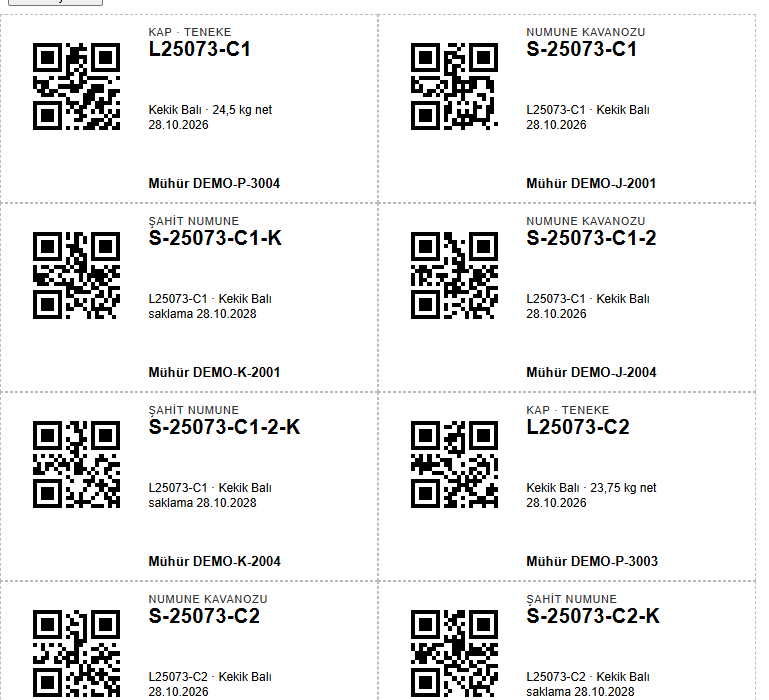 KAP · TENEKE
L25073-C1
Kekik Balı · 24,5 kg net
28.10.2026
Mühür DEMO-P-3004
NUMUNE KAVANOZU
S-25073-C1
L25073-C1 · Kekik Balı
28.10.2026
Mühür DEMO-J-2001
ŞAHİT NUMUNE
S-25073-C1-K
L25073-C1 · Kekik Balı
saklama 28.10.2028
Mühür DEMO-K-2001
NUMUNE KAVANOZU
S-25073-C1-2
L25073-C1 · Kekik Balı
28.10.2026
Mühür DEMO-J-2004
ŞAHİT NUMUNE
S-25073-C1-2-K
L25073-C1 · Kekik Balı
saklama 28.10.2028
Mühür DEMO-K-2004
KAP · TENEKE
L25073-C2
Kekik Balı · 23,75 kg net
28.10.2026
Mühür DEMO-P-3003
NUMUNE KAVANOZU
S-25073-C2
L25073-C2 · Kekik Balı
28.10.2026
ŞAHİT NUMUNE
S-25073-C2-K
L25073-C2 · Kekik Balı
saklama 28.10.2028